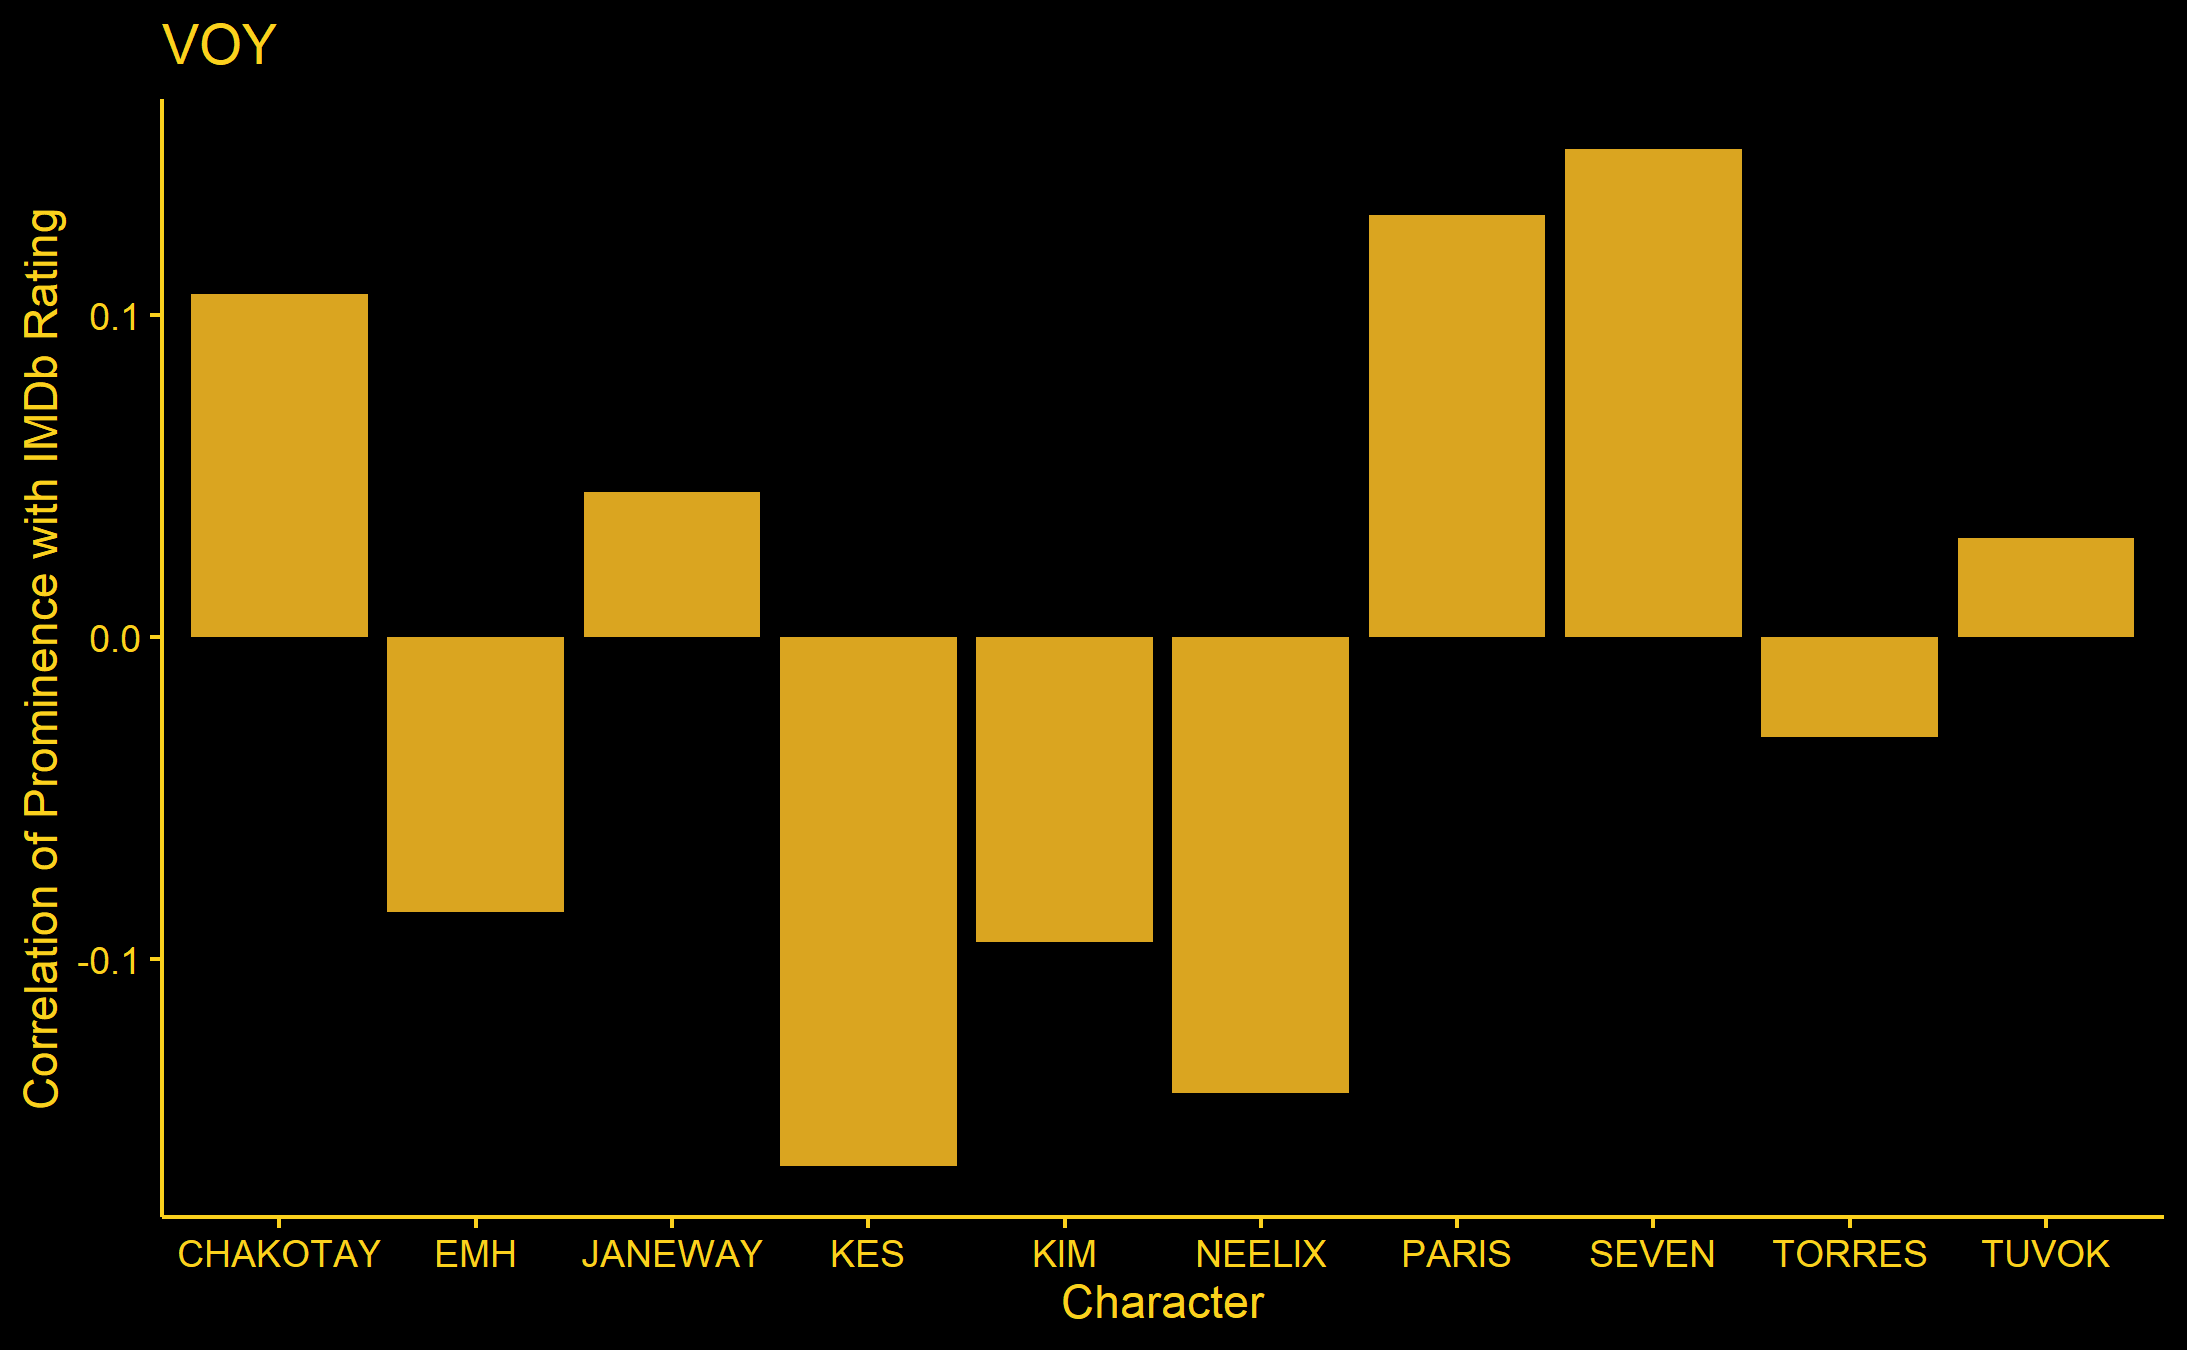 VOY
Correlation of Prominence with IMDb Rating
0.1
0.0
-0.1
CHAKOTAY EMH JANEWAY KES KIM NEELIX PARIS SEVEN TORRES TUVOK
Character